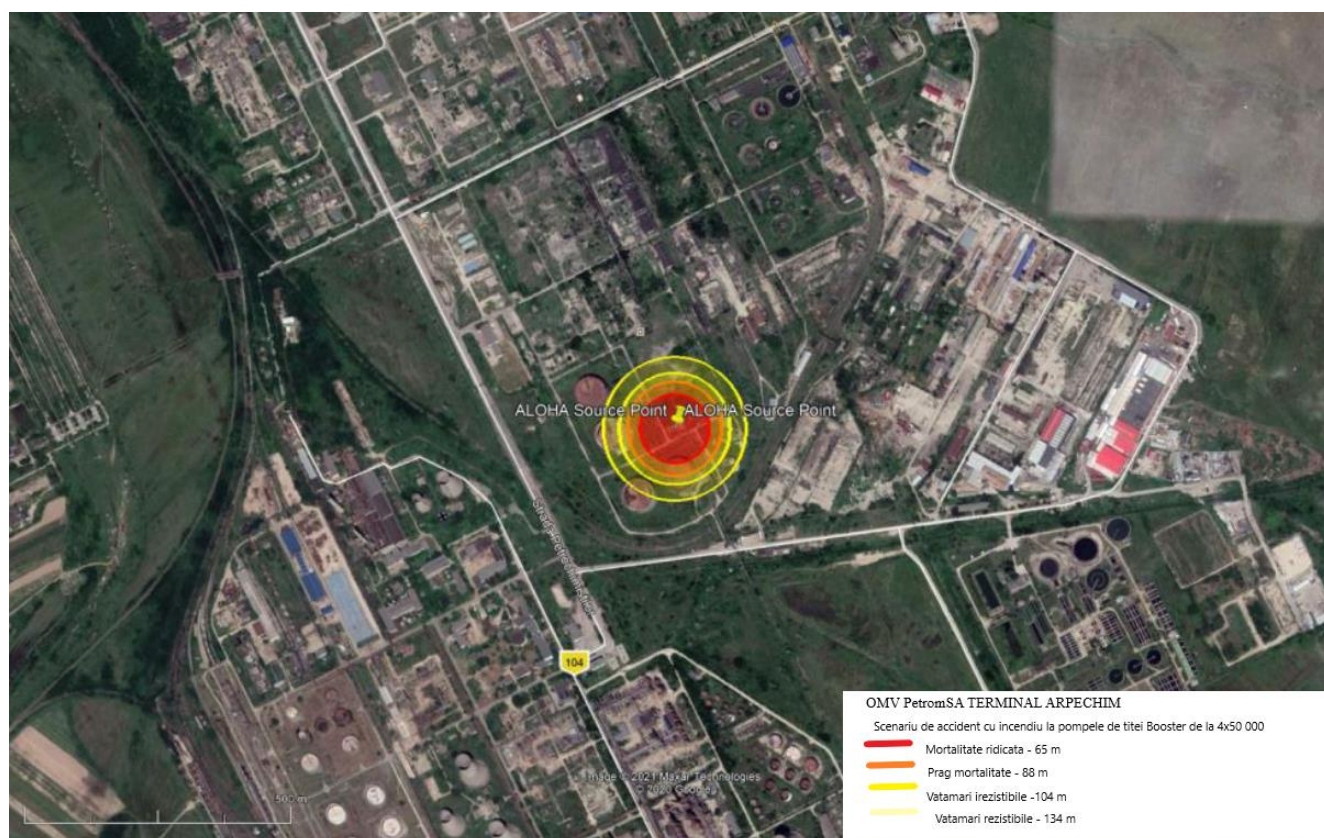 ALOHA Source Point ALOHA Source Point
104
Image © 2021 Maxar Technologies
© 2020 Google
500 m
OMV PetromSA TERMINAL ARPECHIM
Scenariu de accident cu incendiu la pompele de titei Booster de la 4x50 000
Mortalitate ridicata - 65 m
Prag mortalitate - 88 m
Vatamari irezistibile -104 m
Vatamari rezistibile - 134 m